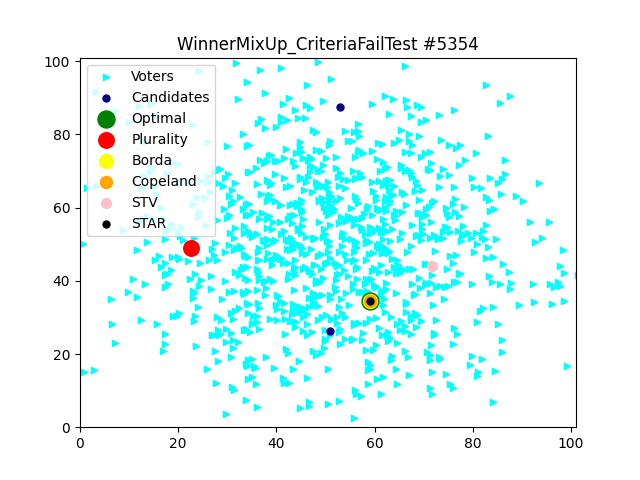 WinnerMixUp_CriteriaFailTest #5354
100
80
60
40
20
0
Voters
Candidates
Optimal
Plurality
Borda
Copeland
STV
STAR
0 20 40 60 80 100